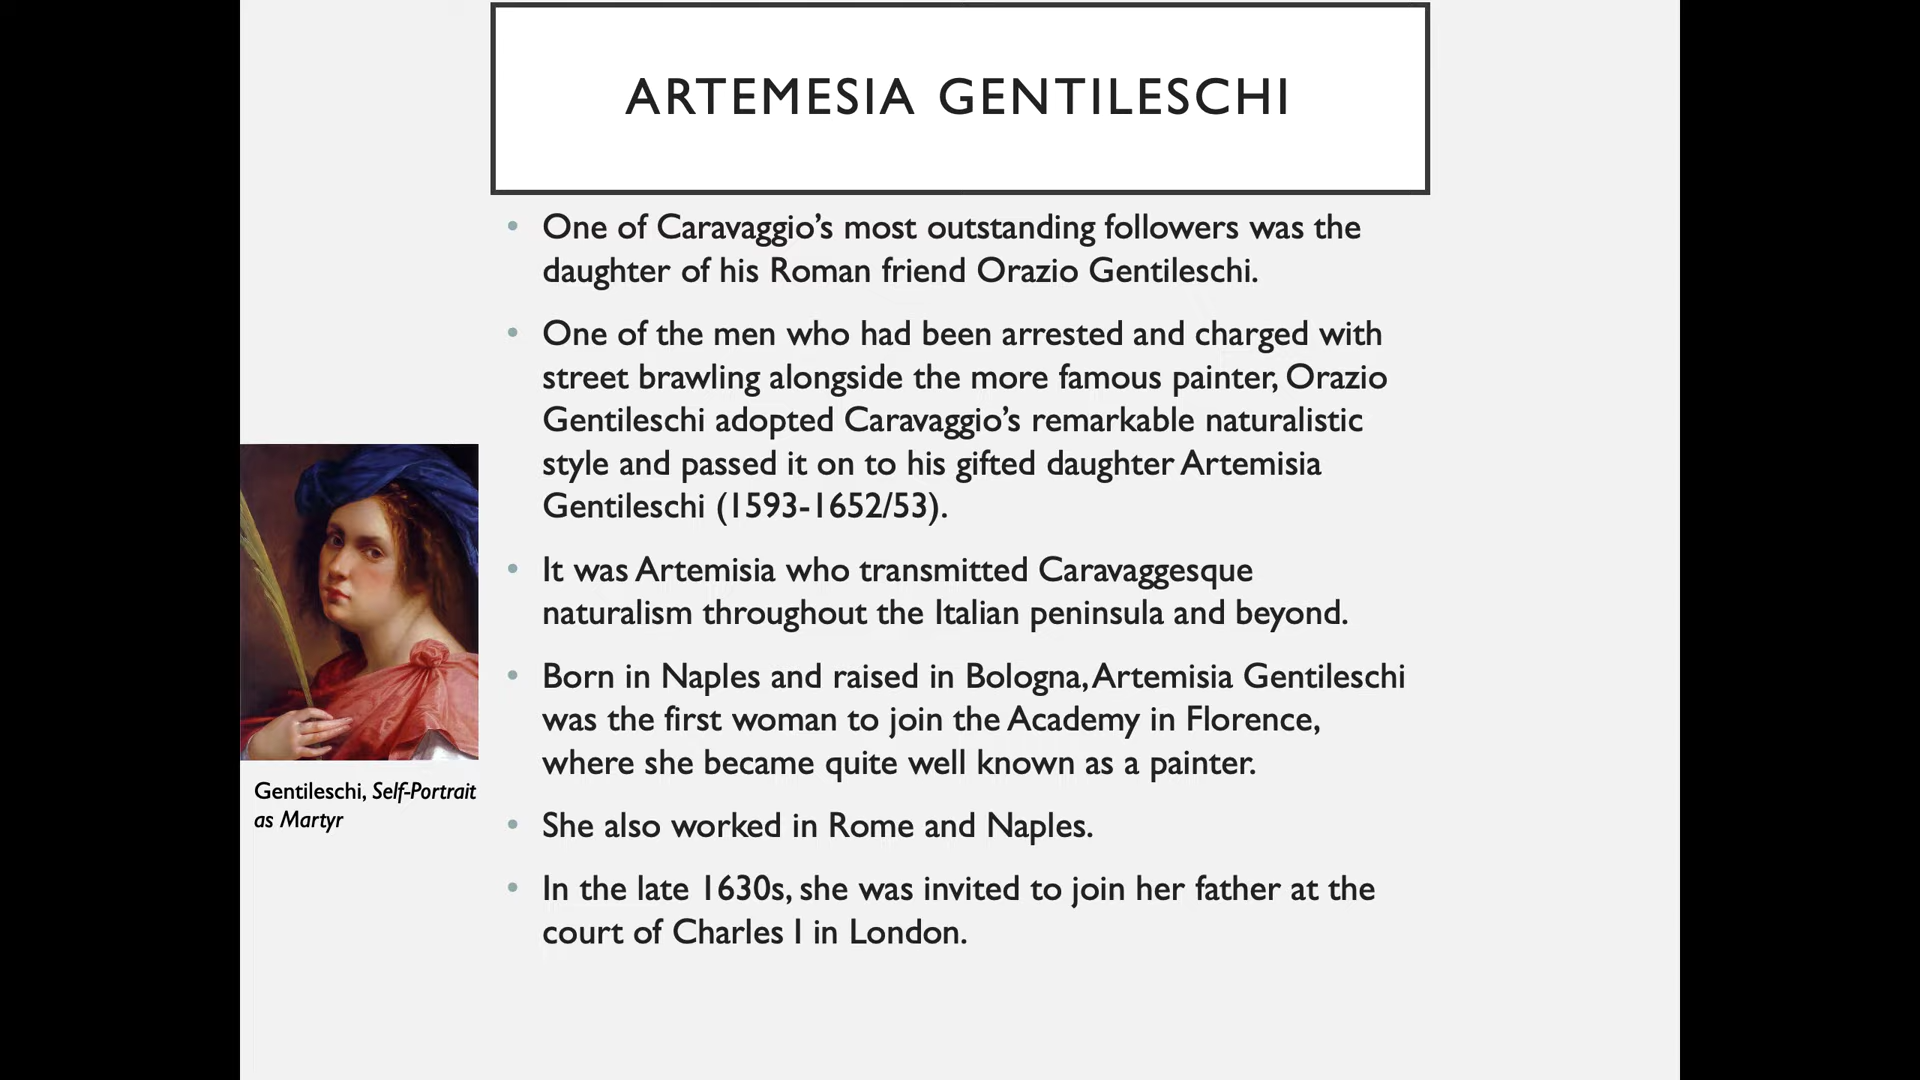 ARTEMESIA GENTILESCHI
• One of Caravaggio's most outstanding followers was the
daughter of his Roman friend Orazio Gentileschi.
• One of the men who had been arrested and charged with
street brawling alongside the more famous painter, Orazio
Gentileschi adopted Caravaggio's remarkable naturalistic
style and passed it on to his gifted daughter Artemisia
Gentileschi (1593-1652/53).
• It was Artemisia who transmitted Caravaggesque
naturalism throughout the Italian peninsula and beyond.
• Born in Naples and raised in Bologna, Artemisia Gentileschi
was the first woman to join the Academy in Florence,
where she became quite well known as a painter.
• She also worked in Rome and Naples.
• In the late 1630s, she was invited to join her father at the
court of Charles I in London.
Gentileschi, Self-Portrait
as Martyr